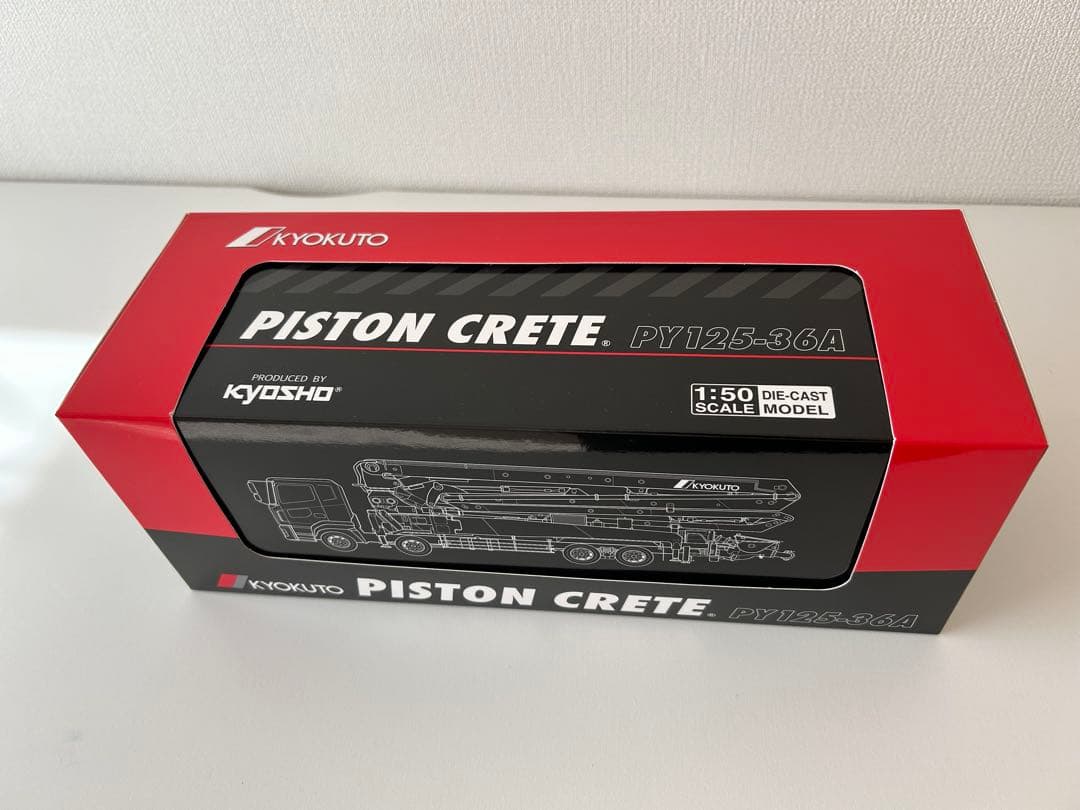 KYOKUTO
PISTON CRETE® PY125-36A
PRODUCED BY
KYOSHO®
1:50 SCALE DIE-CAST MODEL
KYOKUTO
KYOKUTO PISTON CRETE® PY125-36A